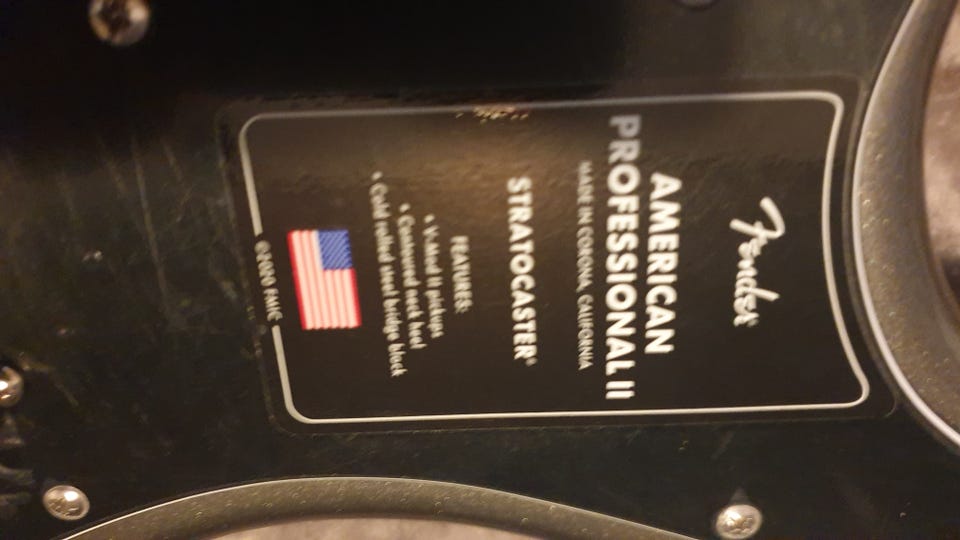 Fender
AMERICAN
PROFESSIONAL II
MADE IN CORONA, CALIFORNIA
STRATOCASTER®
FEATURES:
• V-Mod II pickups
• Contoured neck heel
• Cold rolled steel bridge block
©2020 FMIC